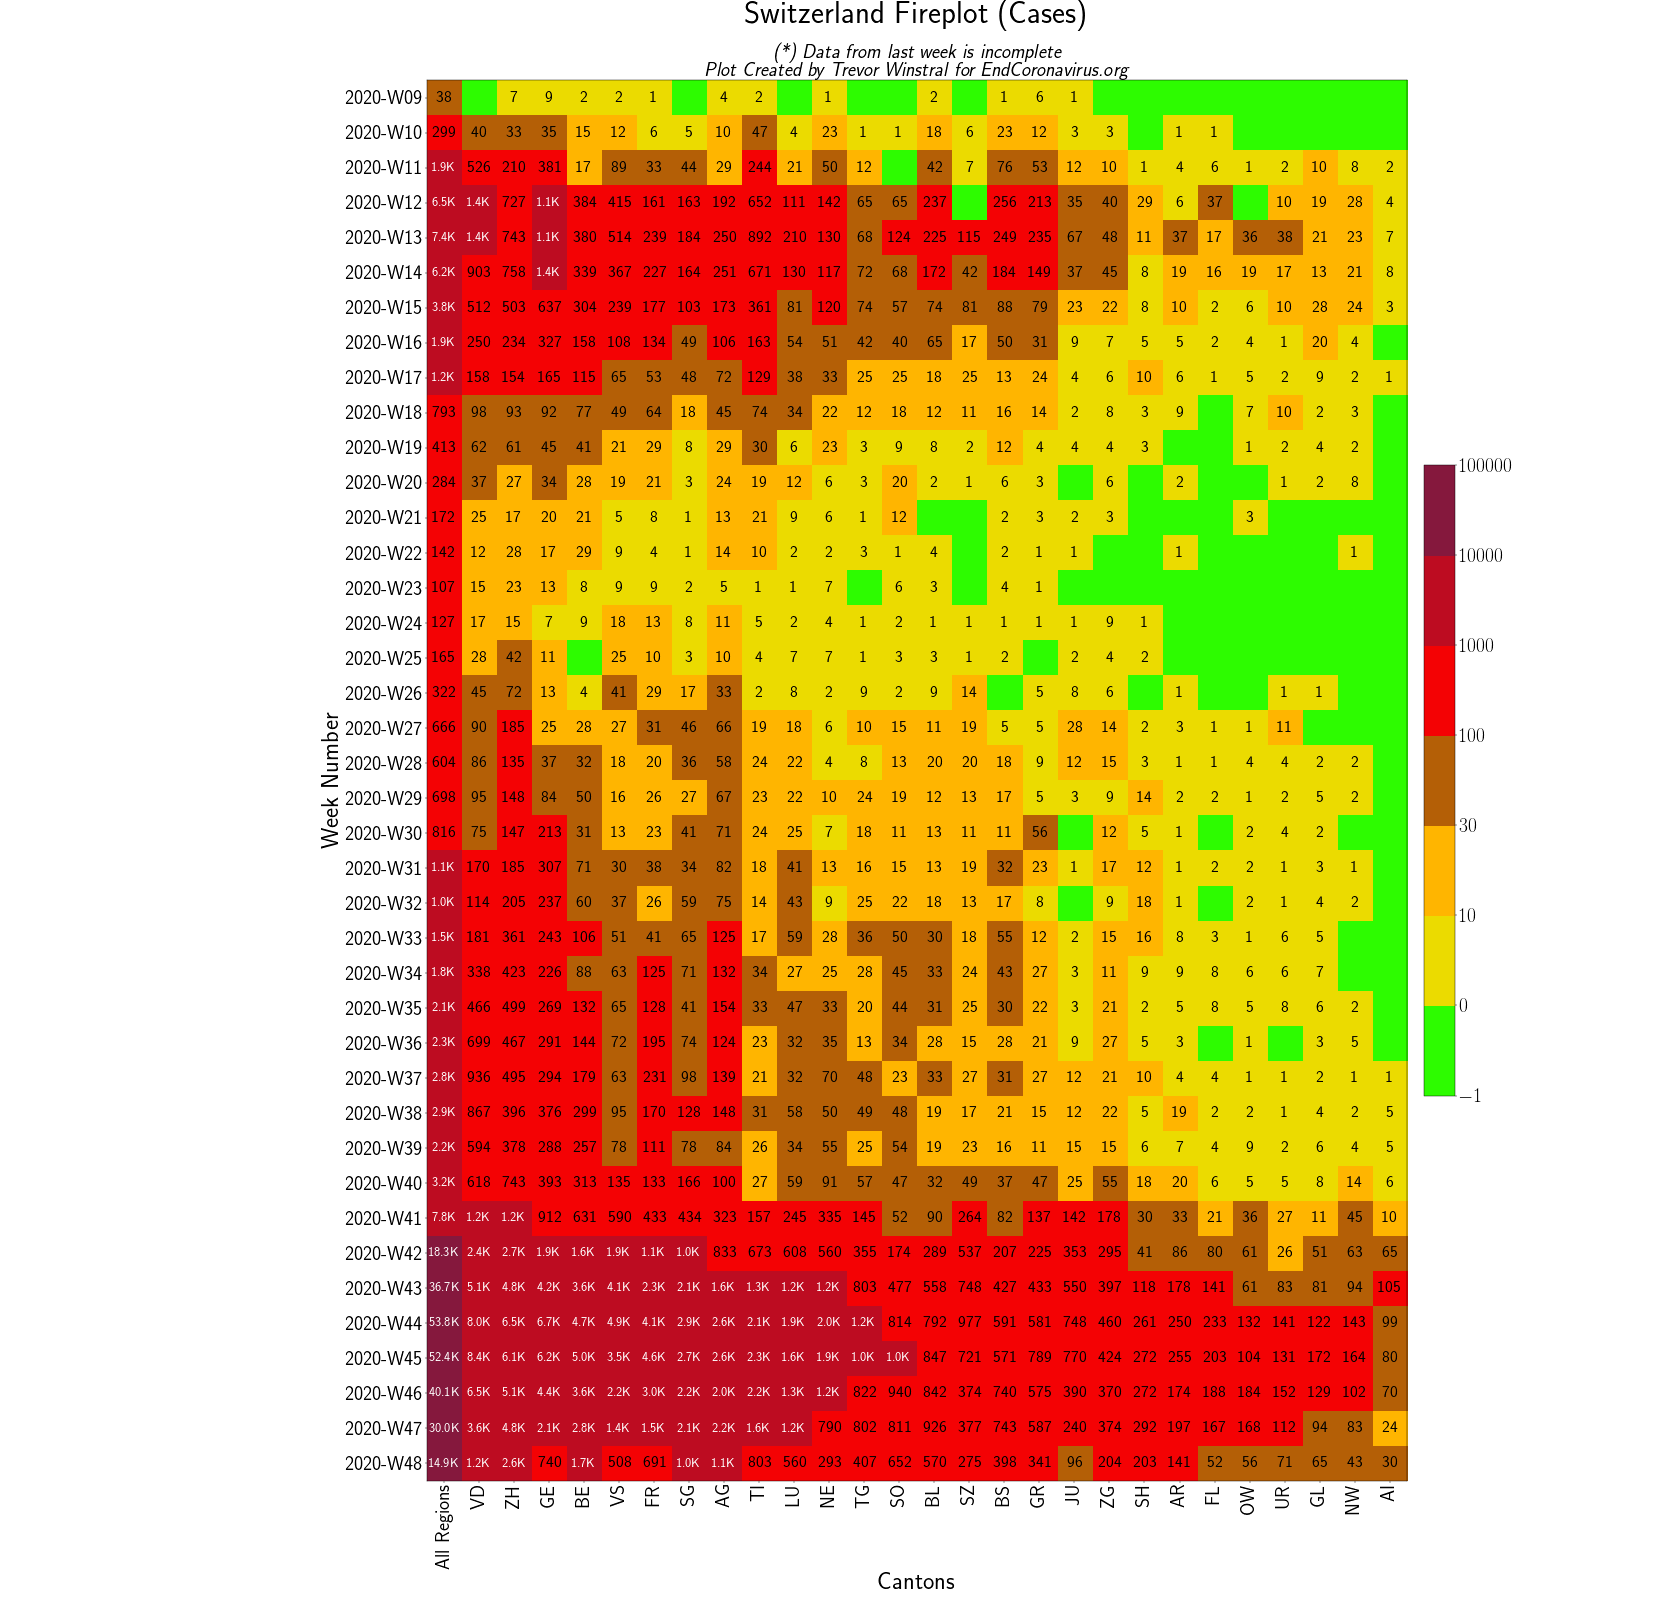 Switzerland Fireplot (Cases)
(*) Data from last week is incomplete
Plot Created by Trevor Winstral for EndCoronavirus.org
2020-W09 38 7 9 2 2 1 4 2 1 2 1 6 1
2020-W10 299 40 33 35 15 12 6 5 10 47 4 23 1 1 18 6 23 12 3 3 1 1
2020-W11 1.9K 526 210 381 17 89 33 44 29 244 21 50 12 42 7 76 53 12 10 1 4 6 1 2 10 8 2
2020-W12 6.5K 1.4K 727 1.1K 384 415 161 163 192 652 111 142 65 65 237 256 213 35 40 29 6 37 10 19 28 4
2020-W13 7.4K 1.4K 743 1.1K 380 514 239 184 250 892 210 130 68 124 225 115 249 235 67 48 11 37 17 36 38 21 23 7
2020-W14 6.2K 903 758 1.4K 339 367 227 164 251 671 130 117 72 68 172 42 184 149 37 45 8 19 16 19 17 13 21 8
2020-W15 3.8K 512 503 637 304 239 177 103 173 361 81 120 74 57 74 81 88 79 23 22 8 10 2 6 10 28 24 3
2020-W16 1.9K 250 234 327 158 108 134 49 106 163 54 51 42 40 65 17 50 31 9 7 5 5 2 4 1 20 4
2020-W17 1.2K 158 154 165 115 65 53 48 72 129 38 33 25 25 18 25 13 24 4 6 10 6 1 5 2 9 2 1
2020-W18 793 98 93 92 77 49 64 18 45 74 34 22 12 18 12 11 16 14 2 8 3 9 7 10 2 3
2020-W19 413 62 61 45 41 21 29 8 29 30 6 23 3 9 8 2 12 4 4 4 3 1 2 4 2
2020-W20 284 37 27 34 28 19 21 3 24 19 12 6 3 20 2 1 6 3 6 2 1 2 8
2020-W21 172 25 17 20 21 5 8 1 13 21 9 6 1 12 2 3 2 3 3
2020-W22 142 12 28 17 29 9 4 1 14 10 2 2 3 1 4 2 1 1 1 1
2020-W23 107 15 23 13 8 9 9 2 5 1 1 7 6 3 4 1
2020-W24 127 17 15 7 9 18 13 8 11 5 2 4 1 2 1 1 1 1 1 9 1
2020-W25 165 28 42 11 25 10 3 10 4 7 7 1 3 3 1 2 2 4 2
2020-W26 322 45 72 13 4 41 29 17 33 2 8 2 9 2 9 14 5 8 6 1 1 1
2020-W27 666 90 185 25 28 27 31 46 66 19 18 6 10 15 11 19 5 5 28 14 2 3 1 1 11
2020-W28 604 86 135 37 32 18 20 36 58 24 22 4 8 13 20 20 18 9 12 15 3 1 1 4 4 2 2
2020-W29 698 95 148 84 50 16 26 27 67 23 22 10 24 19 12 13 17 5 3 9 14 2 2 1 2 5 2
2020-W30 816 75 147 213 31 13 23 41 71 24 25 7 18 11 13 11 11 56 12 5 1 2 4 2
2020-W31 1.1K 170 185 307 71 30 38 34 82 18 41 13 16 15 13 19 32 23 1 17 12 1 2 2 1 3 1
2020-W32 1.0K 114 205 237 60 37 26 59 75 14 43 9 25 22 18 13 17 8 9 18 1 2 1 4 2
2020-W33 1.5K 181 361 243 106 51 41 65 125 17 59 28 36 50 30 18 55 12 2 15 16 8 3 1 6 5
2020-W34 1.8K 338 423 226 88 63 125 71 132 34 27 25 28 45 33 24 43 27 3 11 9 9 8 6 6 7
2020-W35 2.1K 466 499 269 132 65 128 41 154 33 47 33 20 44 31 25 30 22 3 21 2 5 8 5 8 6 2
2020-W36 2.3K 699 467 291 144 72 195 74 124 23 32 35 13 34 28 15 28 21 9 27 5 3 1 3 5
2020-W37 2.8K 936 495 294 179 63 231 98 139 21 32 70 48 23 33 27 31 27 12 21 10 4 4 1 1 2 1 1
2020-W38 2.9K 867 396 376 299 95 170 128 148 31 58 50 49 48 19 17 21 15 12 22 5 19 2 2 1 4 2 5
2020-W39 2.2K 594 378 288 257 78 111 78 84 26 34 55 25 54 19 23 16 11 15 15 6 7 4 9 2 6 4 5
2020-W40 3.2K 618 743 393 313 135 133 166 100 27 59 91 57 47 32 49 37 47 25 55 18 20 6 5 5 8 14 6
2020-W41 7.8K 1.2K 1.2K 912 631 590 433 434 323 157 245 335 145 52 90 264 82 137 142 178 30 33 21 36 27 11 45 10
2020-W42 18.3K 2.4K 2.7K 1.9K 1.6K 1.9K 1.1K 1.0K 833 673 608 560 355 174 289 537 207 225 353 295 41 86 80 61 26 51 63 65
2020-W43 36.7K 5.1K 4.8K 4.2K 3.6K 4.1K 2.3K 2.1K 1.6K 1.3K 1.2K 1.2K 803 477 558 748 427 433 550 397 118 178 141 61 83 81 94 105
2020-W44 53.8K 8.0K 6.5K 6.7K 4.7K 4.9K 4.1K 2.9K 2.6K 2.1K 1.9K 2.0K 1.2K 814 792 977 591 581 748 460 261 250 233 132 141 122 143 99
2020-W45 52.4K 8.4K 6.1K 6.2K 5.0K 3.5K 4.6K 2.7K 2.6K 2.3K 1.6K 1.9K 1.0K 1.0K 847 721 571 789 770 424 272 255 203 104 131 172 164 80
2020-W46 40.1K 6.5K 5.1K 4.4K 3.6K 2.2K 3.0K 2.2K 2.0K 2.2K 1.3K 1.2K 822 940 842 374 740 575 390 370 272 174 188 184 152 129 102 70
2020-W47 30.0K 3.6K 4.8K 2.1K 2.8K 1.4K 1.5K 2.1K 2.2K 1.6K 1.2K 790 802 811 926 377 743 587 240 374 292 197 167 168 112 94 83 24
2020-W48 14.9K 1.2K 2.6K 740 1.7K 508 691 1.0K 1.1K 803 560 293 407 652 570 275 398 341 96 204 203 141 52 56 71 65 43 30
All Regions VD ZH GE BE VS FR SG AG TI LU NE TG SO BL SZ BS GR JU ZG SH AR FL OW UR GL NW AI
Cantons
Week Number
100000
10000
1000
100
30
10
0
−1